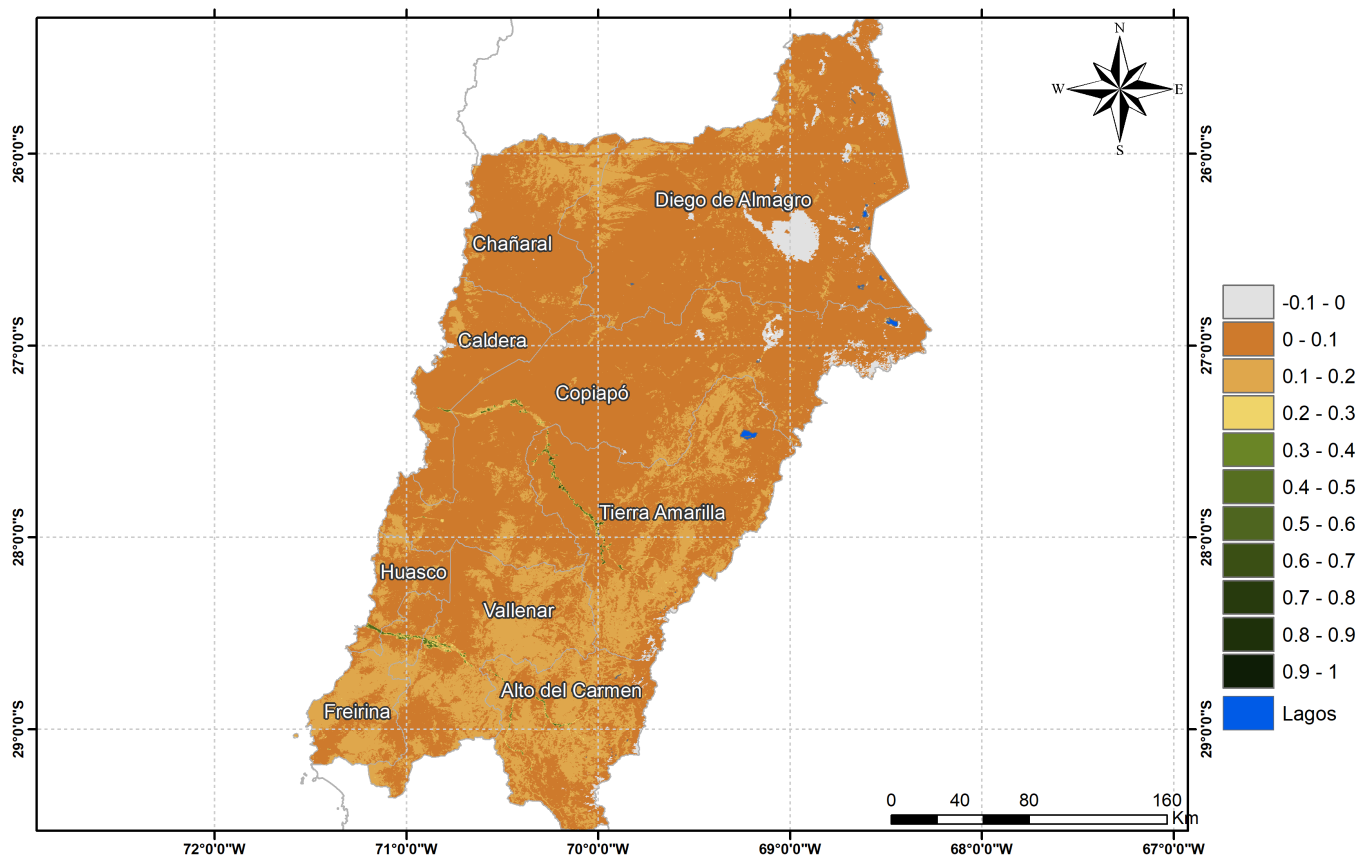 N
W E
S
26°0'0"S
26°0'0"S
Diego de Almagro
Chañaral
27°0'0"S
27°0'0"S
Caldera
Copiapó
Tierra Amarilla
28°0'0"S
28°0'0"S
Huasco
Vallenar
Alto del Carmen
Freirina
29°0'0"S
29°0'0"S
-0.1 - 0
0 - 0.1
0.1 - 0.2
0.2 - 0.3
0.3 - 0.4
0.4 - 0.5
0.5 - 0.6
0.6 - 0.7
0.7 - 0.8
0.8 - 0.9
0.9 - 1
Lagos
0 40 80 160
Km
72°0'0"W 71°0'0"W 70°0'0"W 69°0'0"W 68°0'0"W 67°0'0"W